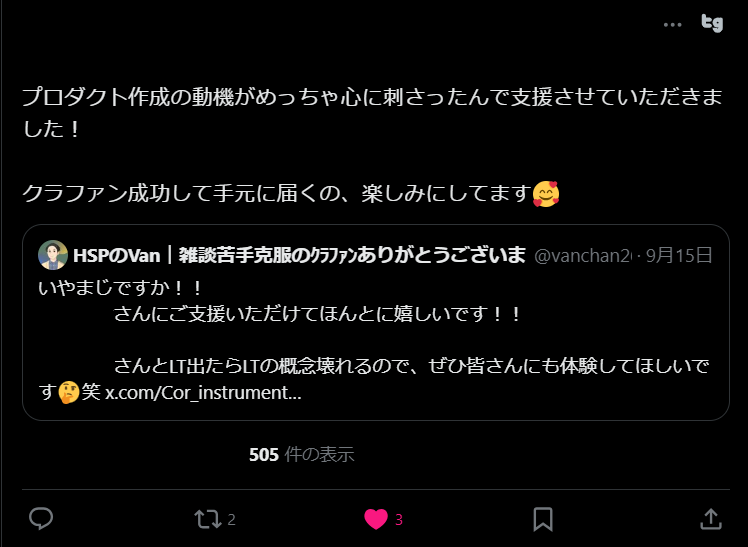 プロダクト作成の動機がめっちゃ心に刺さったんで支援させていただきま
した！
クラファン成功して手元に届くの、楽しみにしてます🥰
HSPのVan｜雑談苦手克服のｸﾗﾌｧﾝありがとうございま @vanchan2 · 9月15日
いやまじですか！！
さんにご支援いただけてほんとに嬉しいです！！
さんとLT出たらLTの概念壊れるので、ぜひ皆さんにも体験してほしいで
す🤔笑 x.com/Cor_instrument…
505 件の表示
2 3